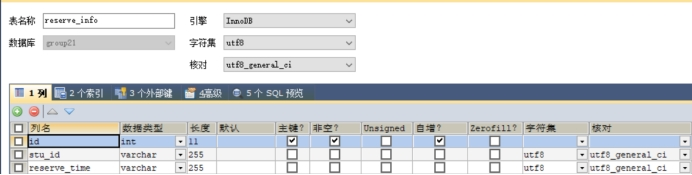 表名称 reserve_info 引擎 InnoDB
数据库 group21 字符集 utf8
核对 utf8_general_ci
1 列 2 个索引 3 个外部键 4高级 5 个 SQL 预览
列名 数据类型 长度 默认 主键? 非空? Unsigned 自增? Zerofill? 字符集 核对
id int 11
stu_id varchar 255 utf8 utf8_general_ci
reserve_time varchar 255 utf8 utf8_general_ci